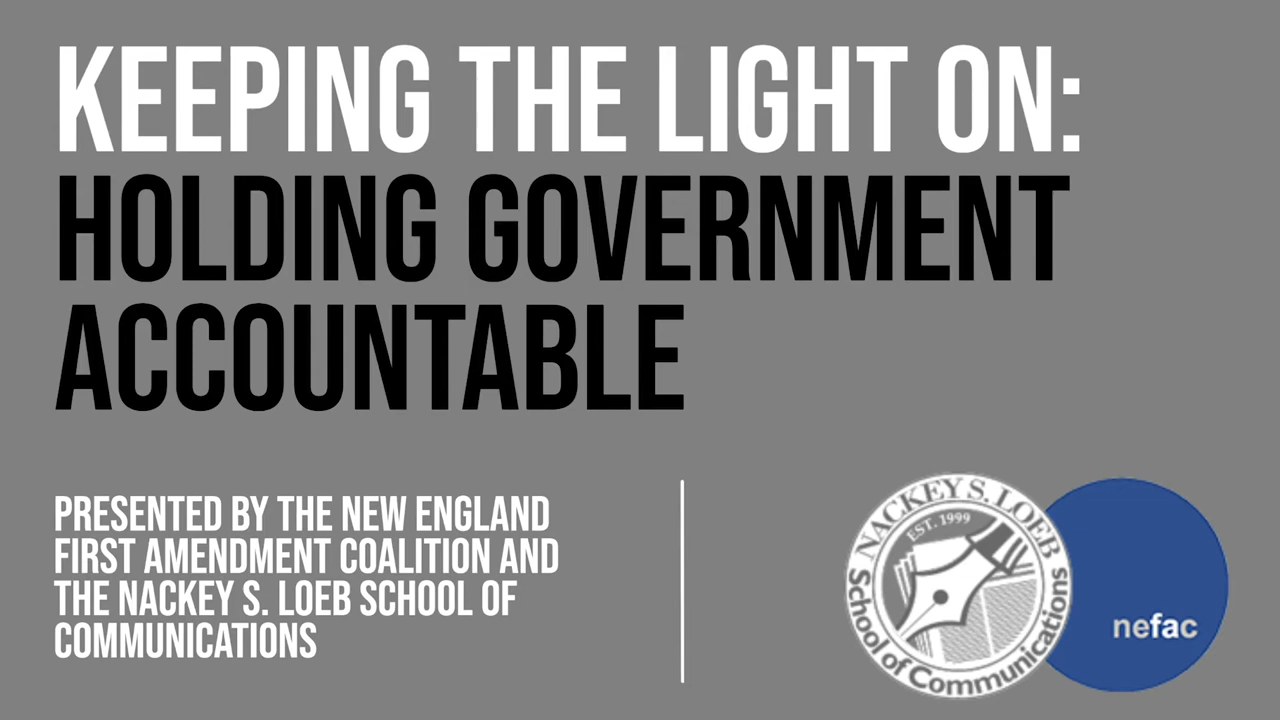 KEEPING THE LIGHT ON:
HOLDING GOVERNMENT
ACCOUNTABLE
PRESENTED BY THE NEW ENGLAND
FIRST AMENDMENT COALITION AND
THE NACKEY S. LOEB SCHOOL OF
COMMUNICATIONS
NACKEY S. LOEB
EST. 1999
School of Communications
nefac